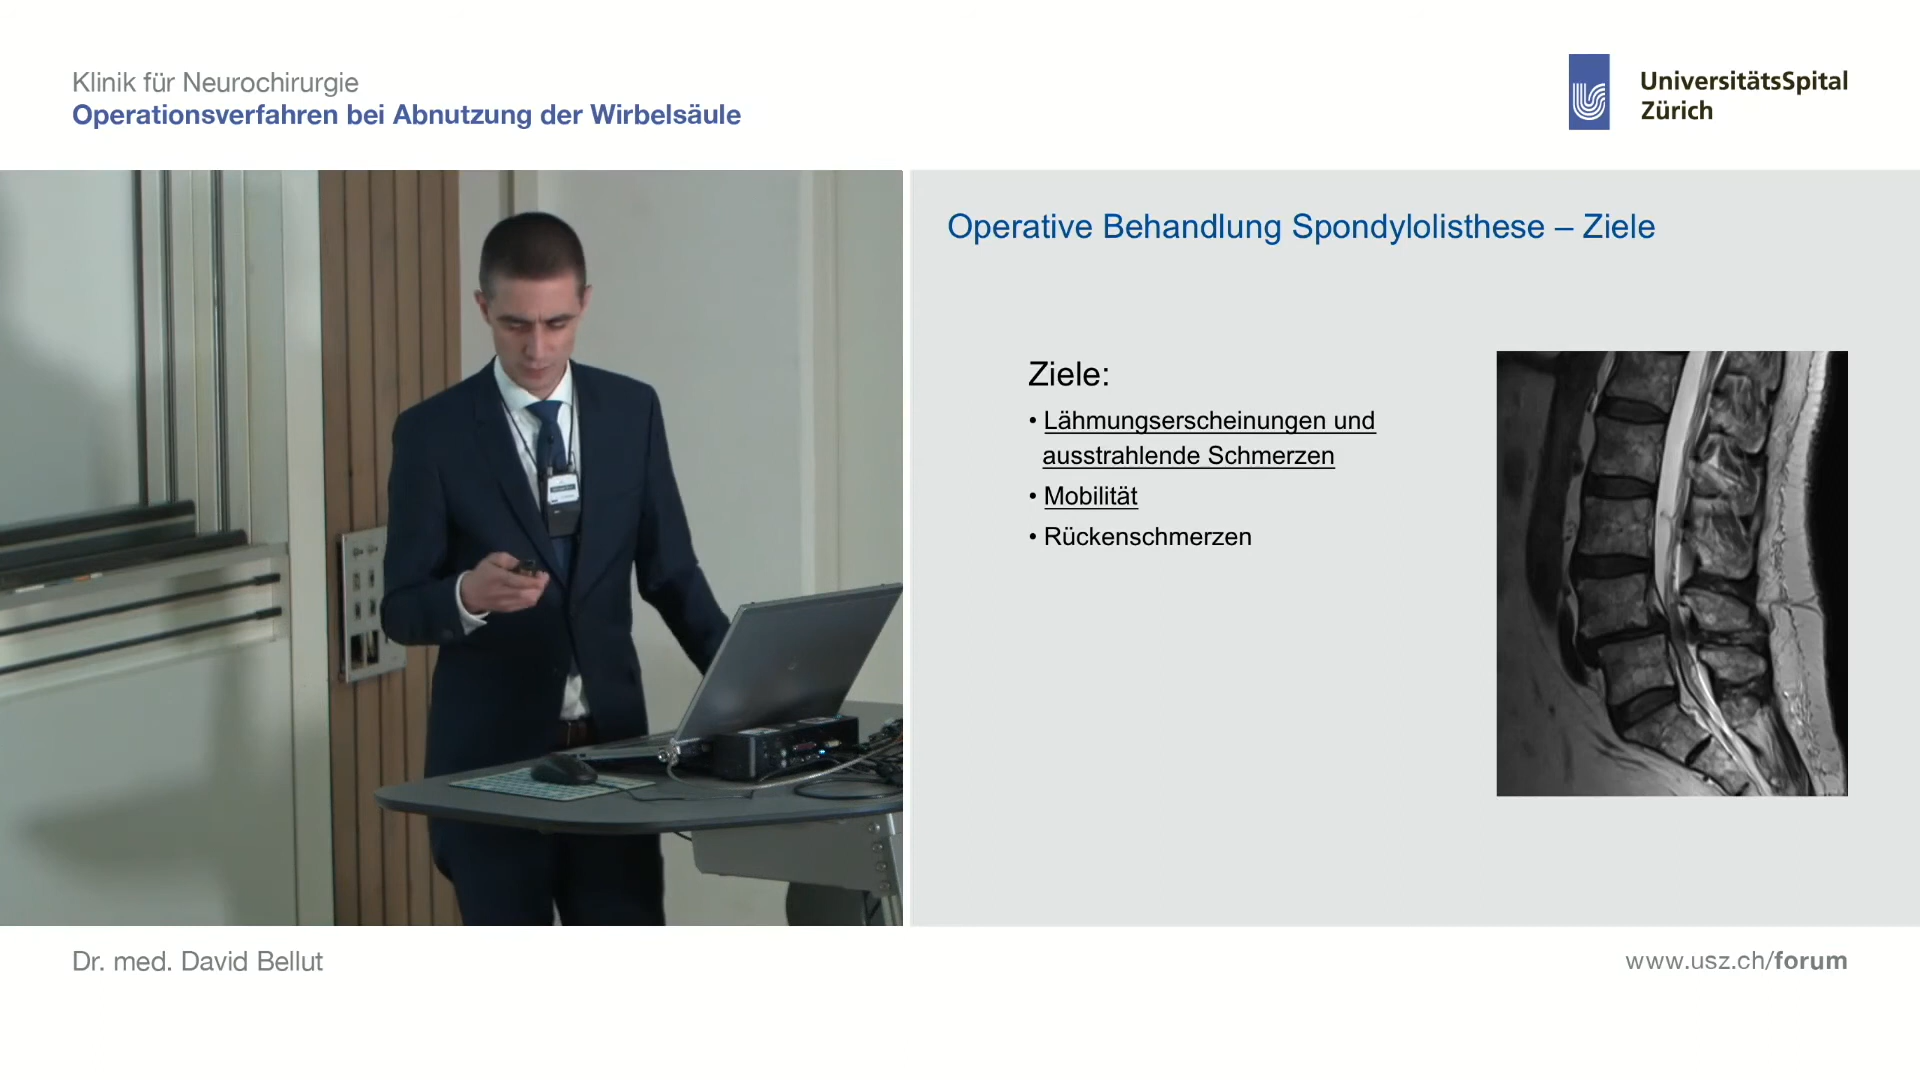 Klinik für Neurochirurgie
Operationsverfahren bei Abnutzung der Wirbelsäule
UniversitätsSpital
Zürich
Operative Behandlung Spondylolisthese – Ziele
Ziele:
• Lähmungserscheinungen und
ausstrahlende Schmerzen
• Mobilität
• Rückenschmerzen
Dr. med. David Bellut
www.usz.ch/forum